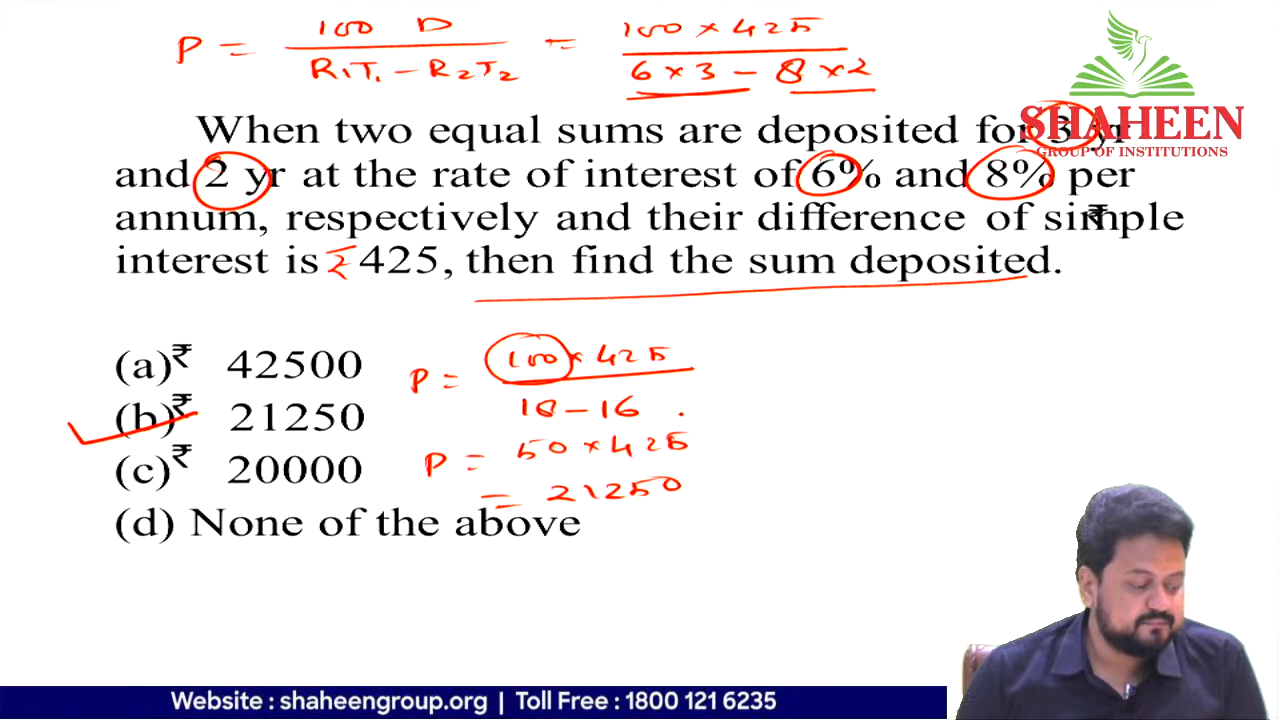 P = 100 D / R₁T₁ − R₂T₂ = 100 × 425 / 6 × 3 − 8 × 2
SHAHEEN
GROUP OF INSTITUTIONS
When two equal sums are deposited for 3 yr
and 2 yr at the rate of interest of 6% and 8% per
annum, respectively and their difference of simple
₹
interest is ₹ 425, then find the sum deposited.
(a) ₹ 42500
(b) ₹ 21250
(c) ₹ 20000
(d) None of the above
P = 100 × 425 / 18 − 16
P = 50 × 425
= 21250
Website : shaheengroup.org | Toll Free : 1800 121 6235